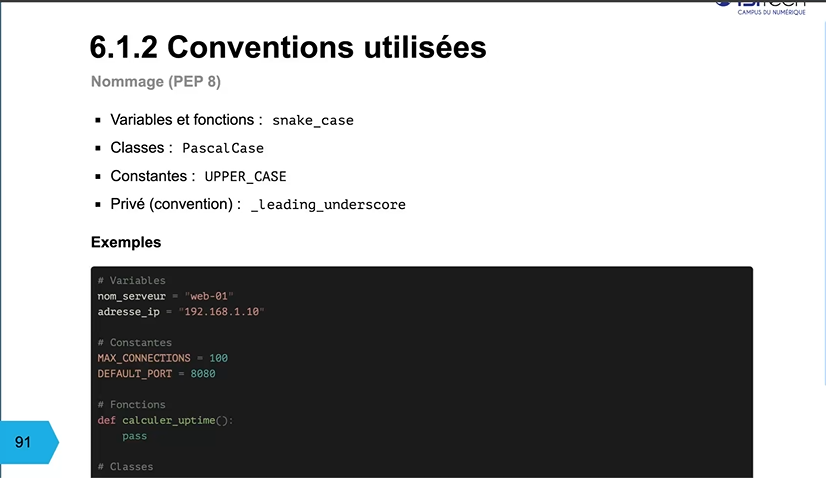 CAMPUS DU NUMÉRIQUE
6.1.2 Conventions utilisées
Nommage (PEP 8)
Variables et fonctions : snake_case
Classes : PascalCase
Constantes : UPPER_CASE
Privé (convention) : _leading_underscore
Exemples
# Variables
nom_serveur = "web-01"
adresse_ip = "192.168.1.10"
# Constantes
MAX_CONNECTIONS = 100
DEFAULT_PORT = 8080
# Fonctions
def calculer_uptime():
pass
91
# Classes